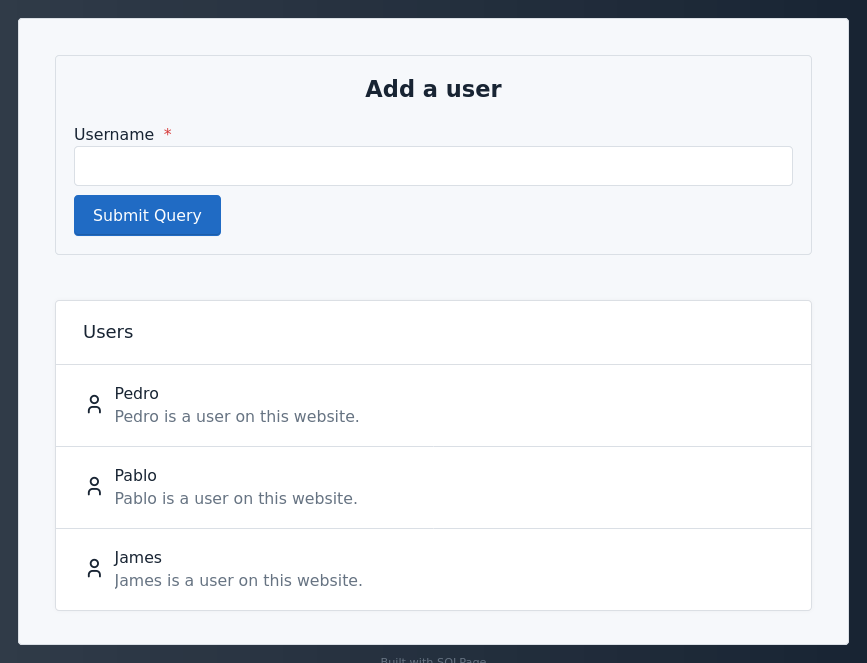 Add a user
Username *
Submit Query
Users
Pedro
Pedro is a user on this website.
Pablo
Pablo is a user on this website.
James
James is a user on this website.
Built with SQLPage